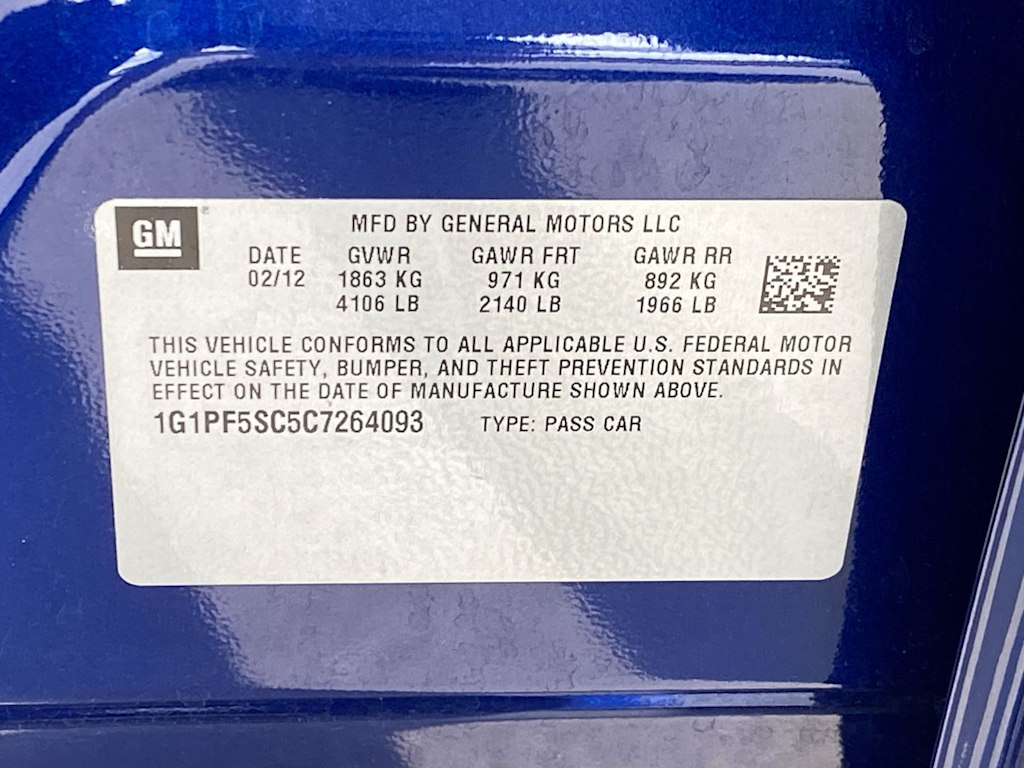 GM®
MFD BY GENERAL MOTORS LLC
DATE GVWR GAWR FRT GAWR RR
02/12 1863 KG 971 KG 892 KG
4106 LB 2140 LB 1966 LB
THIS VEHICLE CONFORMS TO ALL APPLICABLE U.S. FEDERAL MOTOR
VEHICLE SAFETY, BUMPER, AND THEFT PREVENTION STANDARDS IN
EFFECT ON THE DATE OF MANUFACTURE SHOWN ABOVE.
1G1PF5SC5C7264093 TYPE: PASS CAR